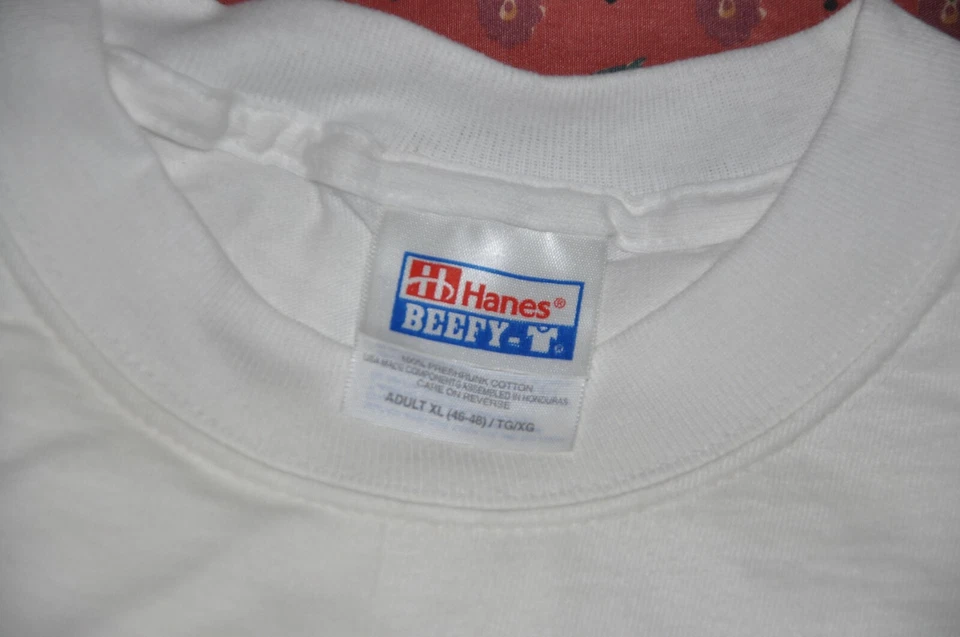 Hanes®
BEEFY-T®
100% PRESHRUNK COTTON
USA MADE COMPONENTS ASSEMBLED IN HONDURAS
CARE ON REVERSE
ADULT XL (46-48) / TG/XG